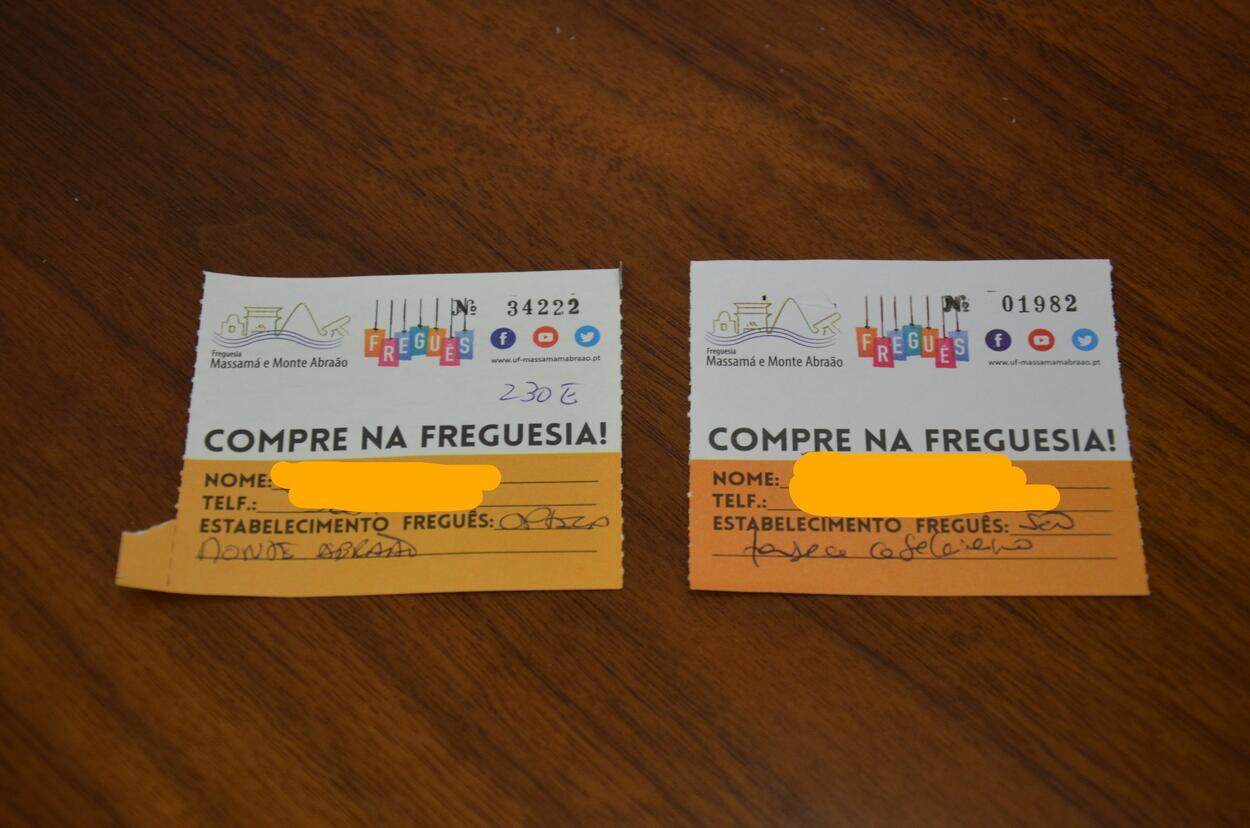 Nº 34222
FREGUÊS
Freguesia
Massamá e Monte Abraão
www.uf-massamamabraao.pt
230 E
COMPRE NA FREGUESIA!
NOME:
TELF.:
ESTABELECIMENTO FREGUÊS:
MONTE ABRAÃO
Nº 01982
FREGUÊS
Freguesia
Massamá e Monte Abraão
www.uf-massamamabraao.pt
COMPRE NA FREGUESIA!
NOME:
TELF.:
ESTABELECIMENTO FREGUÊS: